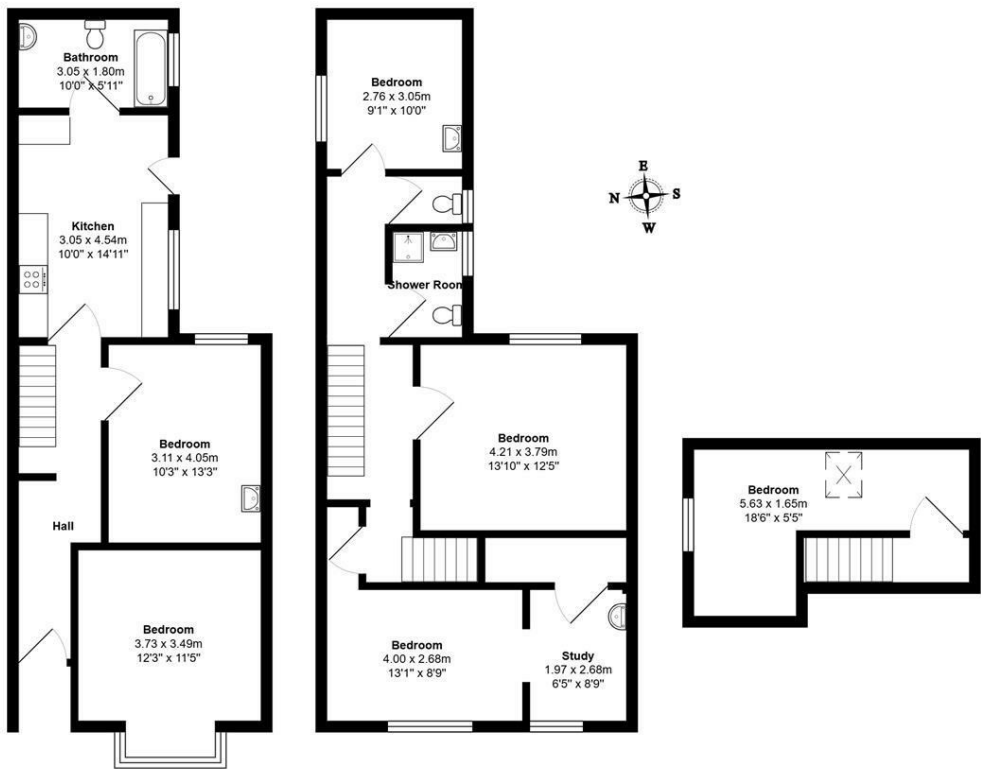 Bathroom
3.05 x 1.80m
10'0" x 5'11"
Kitchen
3.05 x 4.54m
10'0" x 14'11"
Bedroom
3.11 x 4.05m
10'3" x 13'3"
Hall
Bedroom
3.73 x 3.49m
12'3" x 11'5"
Bedroom
2.76 x 3.05m
9'1" x 10'0"
Shower Room
Bedroom
4.21 x 3.79m
13'10" x 12'5"
Bedroom
4.00 x 2.68m
13'1" x 8'9"
Study
1.97 x 2.68m
6'5" x 8'9"
E
N S
W
Bedroom
5.63 x 1.65m
18'6" x 5'5"